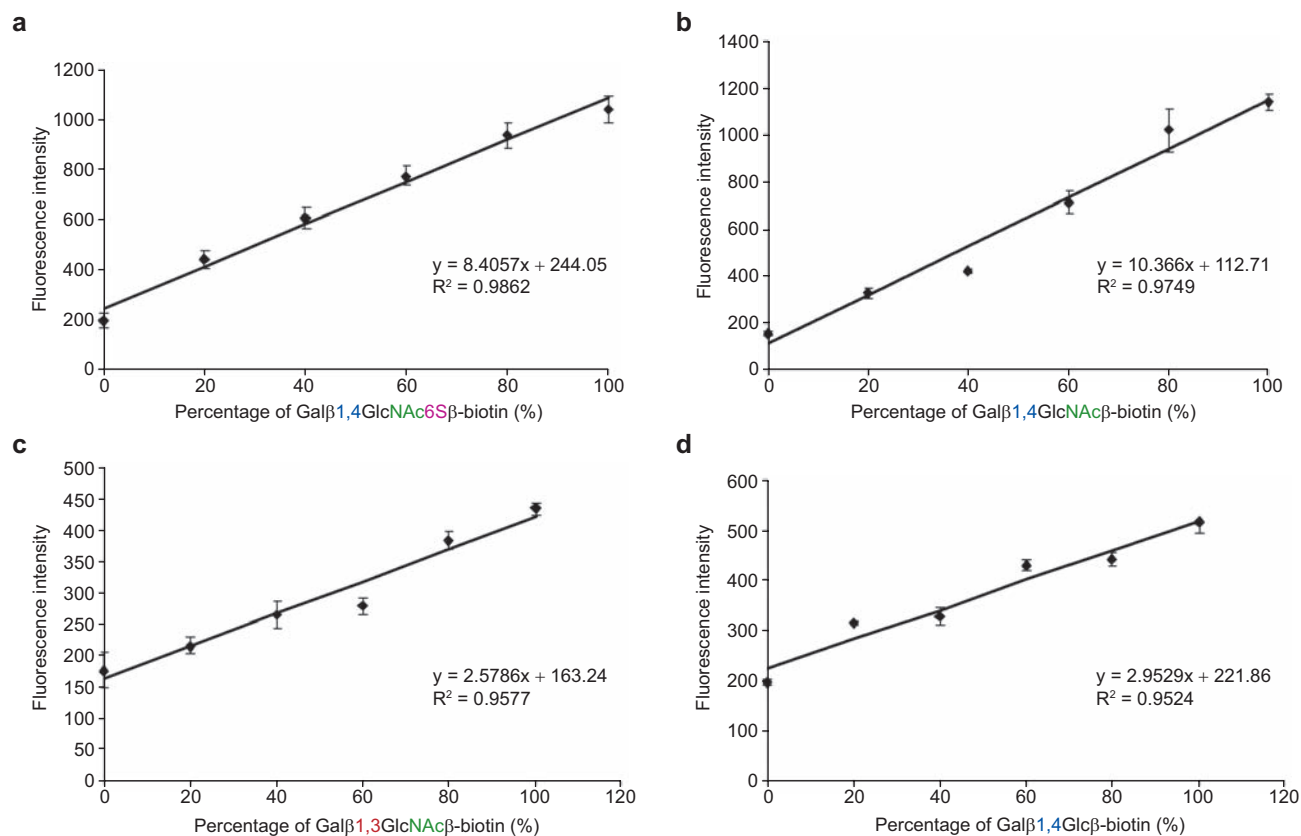 a
1200
1000
800
600
400
200
0
Fluorescence intensity
y = 8.4057x + 244.05
R² = 0.9862
0 20 40 60 80 100
Percentage of Galβ1,4GlcNAc6Sβ-biotin (%)
b
1400
1200
1000
800
600
400
200
0
Fluorescence intensity
y = 10.366x + 112.71
R² = 0.9749
0 20 40 60 80 100
Percentage of Galβ1,4GlcNAcβ-biotin (%)
c
500
450
400
350
300
250
200
150
100
50
0
Fluorescence intensity
y = 2.5786x + 163.24
R² = 0.9577
0 20 40 60 80 100 120
Percentage of Galβ1,3GlcNAcβ-biotin (%)
d
600
500
400
300
200
100
0
Fluorescence intensity
y = 2.9529x + 221.86
R² = 0.9524
0 20 40 60 80 100 120
Percentage of Galβ1,4Glcβ-biotin (%)